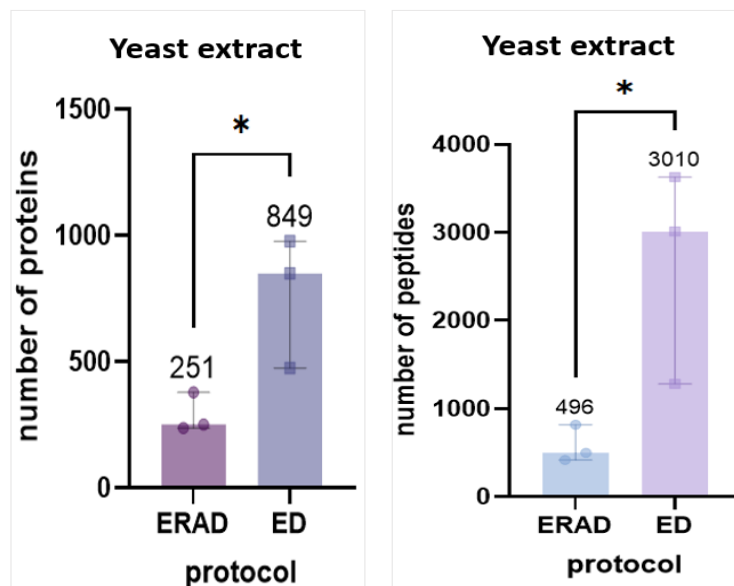 Yeast extract
number of proteins
1500
1000
500
0
*
251
849
ERAD
ED
protocol
Yeast extract
number of peptides
4000
3000
2000
1000
0
*
496
3010
ERAD
ED
protocol